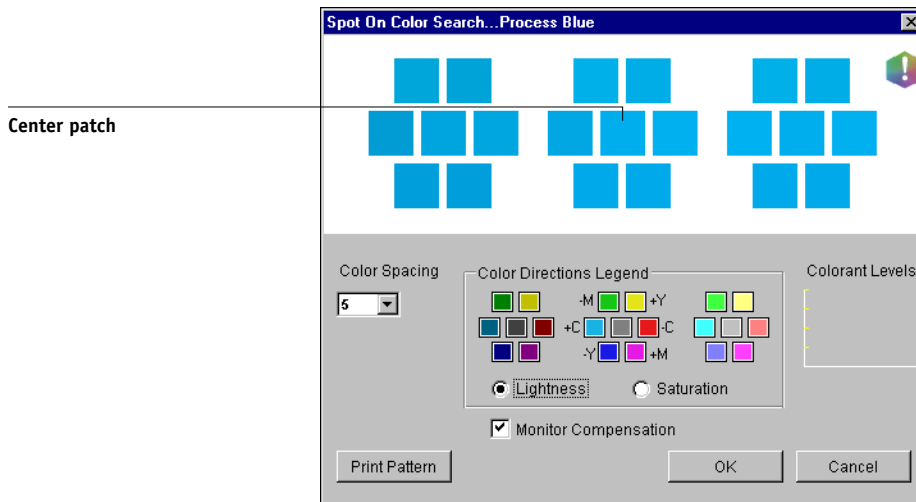 Spot On Color Search...Process Blue
Center patch
Color Spacing
Color Directions Legend
Colorant Levels
5
-M +Y
+C -C
-Y +M
Lightness
Saturation
Monitor Compensation
Print Pattern
OK
Cancel